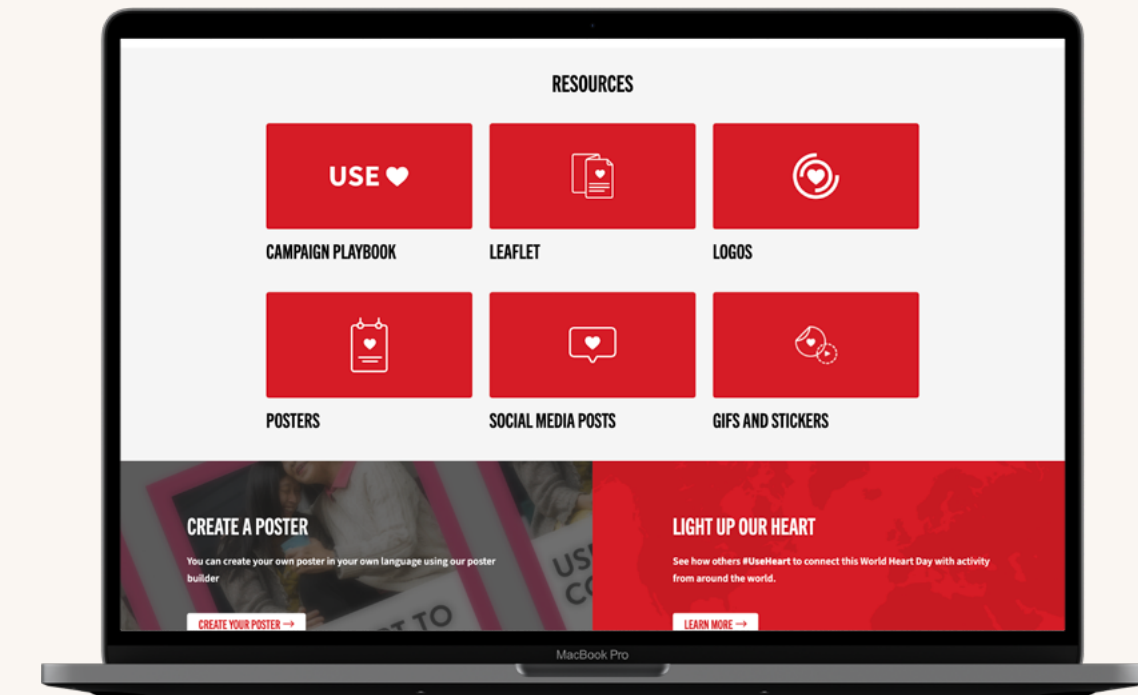 RESOURCES
USE
CAMPAIGN PLAYBOOK
LEAFLET
LOGOS
POSTERS
SOCIAL MEDIA POSTS
GIFS AND STICKERS
CREATE A POSTER
You can create your own poster in your own language using our poster
builder
CREATE YOUR POSTER →
LIGHT UP OUR HEART
See how others #UseHeart to connect this World Heart Day with activity
from around the world.
LEARN MORE →
MacBook Pro